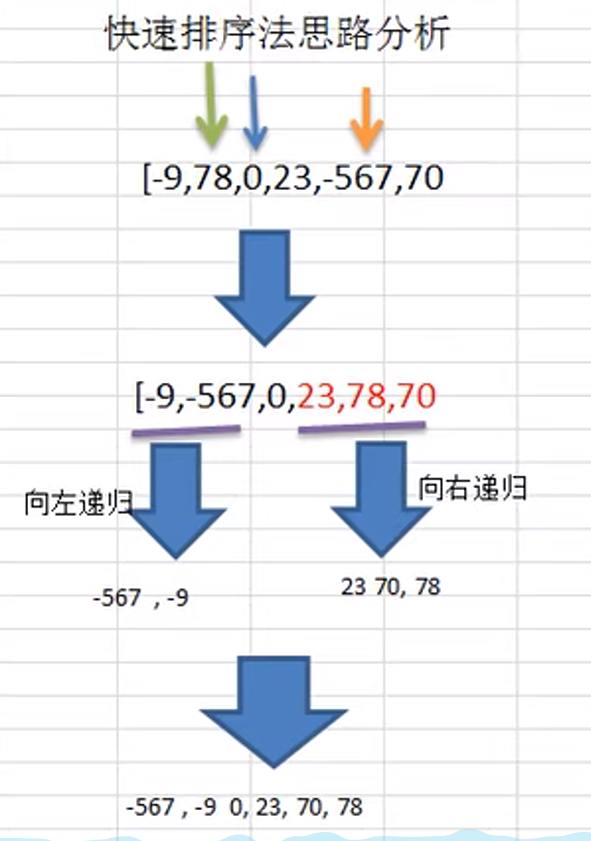 快速排序法思路分析
[-9,78,0,23,-567,70
[-9,-567,0,23,78,70
向左递归
向右递归
-567 , -9
23 70, 78
-567 , -9 0, 23, 70, 78